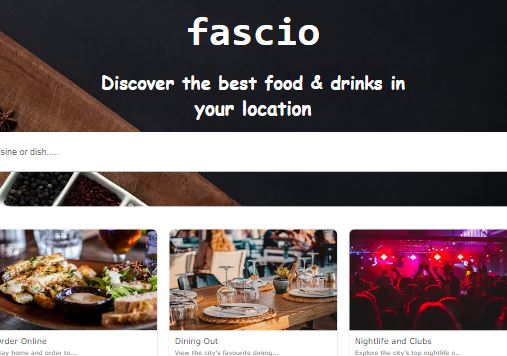 fascio
Discover the best food & drinks in
your location
sine or dish.....
Order Online
tay home and order to...
Dining Out
View the city's favourite dining...
Nightlife and Clubs
Explore the city's top nightlife o...